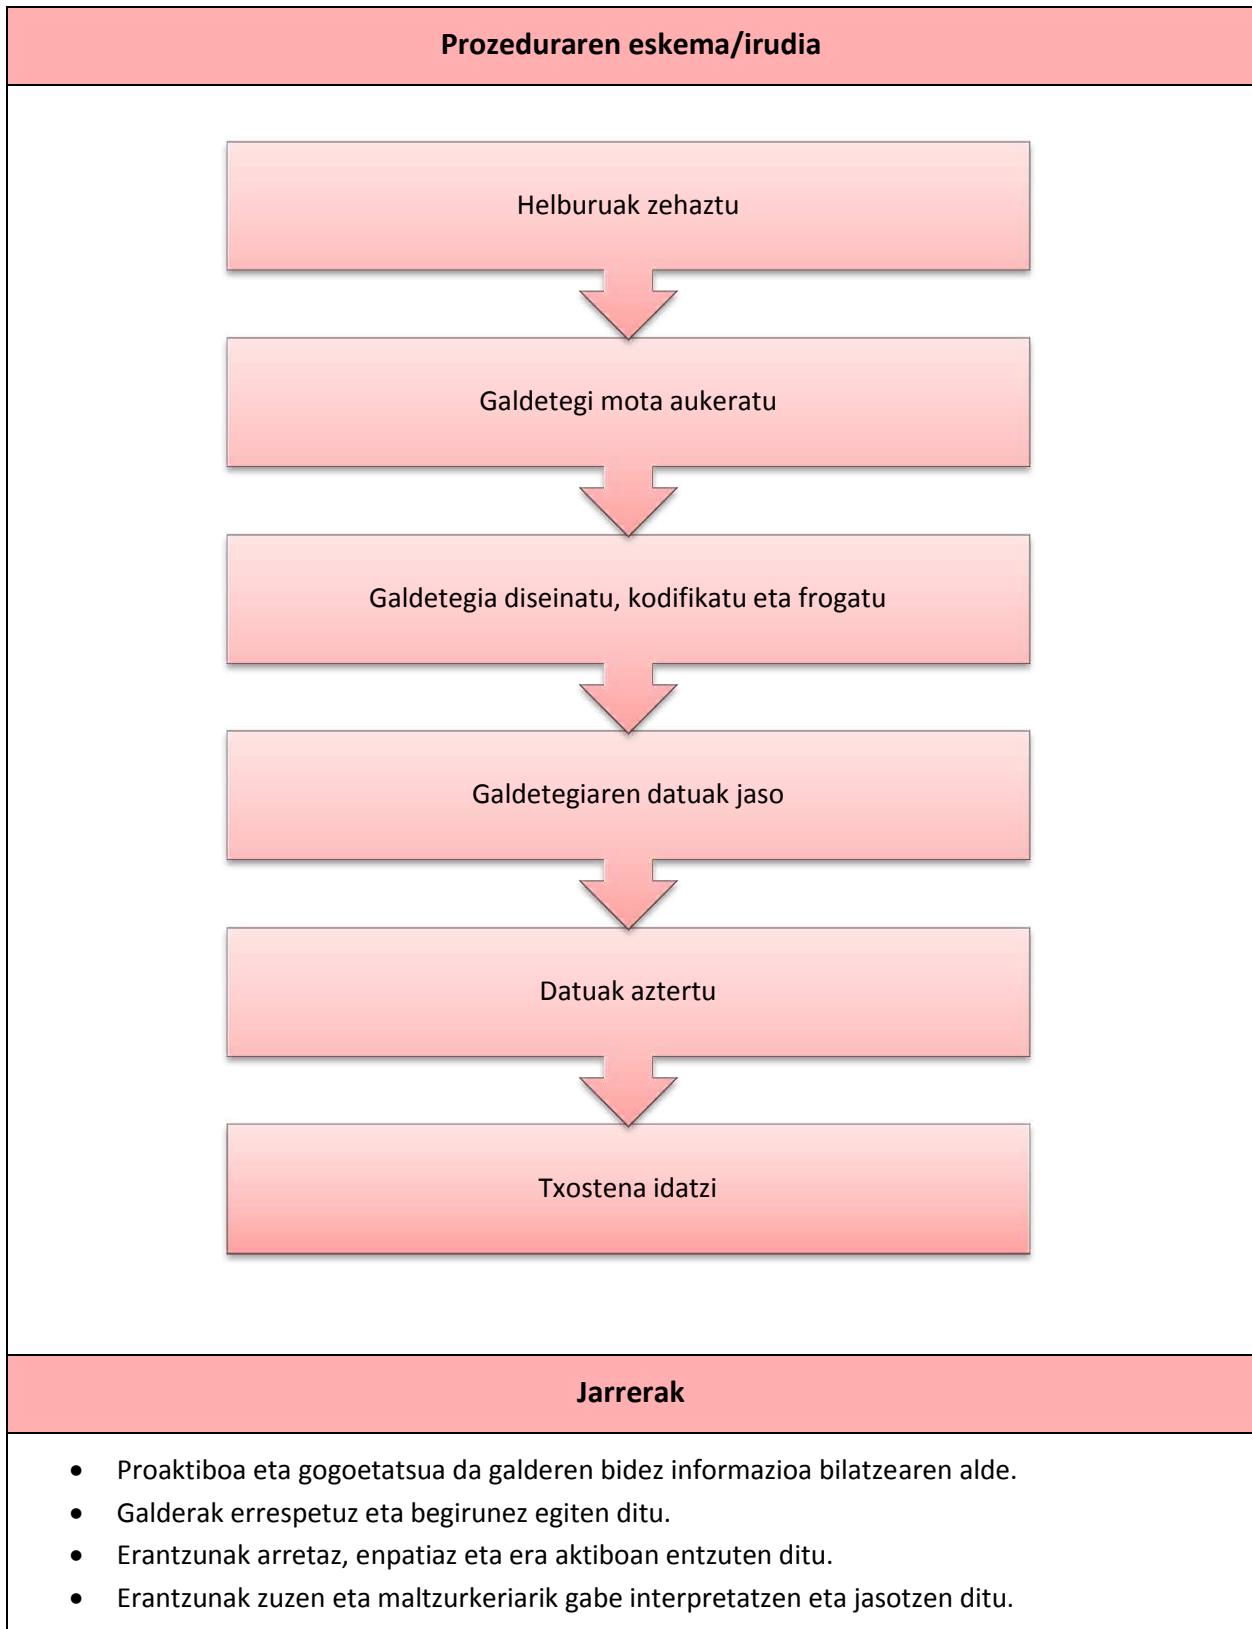 Prozeduraren eskema/irudia
Helburuak zehaztu
Galdetegi mota aukeratu
Galdetegia diseinatu, kodifikatu eta frogatu
Galdetegiaren datuak jaso
Datuak aztertu
Txostena idatzi
Jarrerak
• Proaktiboa eta gogoetatsua da galderen bidez informazioa bilatzearen alde.
• Galderak errespetuz eta begirunez egiten ditu.
• Erantzunak arretaz, enpatiaz eta era aktiboan entzuten ditu.
• Erantzunak zuzen eta maltzurkeriarik gabe interpretatzen eta jasotzen ditu.